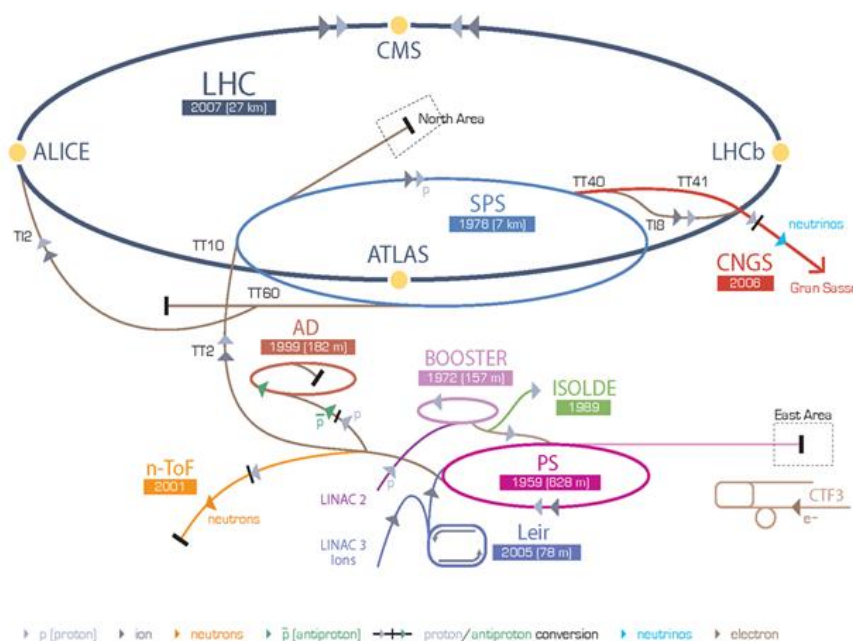 CMS
LHC
2007 (27 km)
North Area
ALICE
LHCb
TT40
TT41
SPS
1976 (7 km)
p
TI8
neutrinos
TI2
TT10
ATLAS
CNGS
2006
Gran Sasso
TT60
AD
1999 (182 m)
TT2
BOOSTER
1972 (157 m)
ISOLDE
1989
p
p̄
East Area
n-ToF
2001
PS
1959 (628 m)
LINAC 2
p
neutrons
CTF3
e-
LINAC 3
Ions
Leir
2005 (78 m)
p (proton) ion neutrons p̄ (antiproton) proton/antiproton conversion neutrinos electron